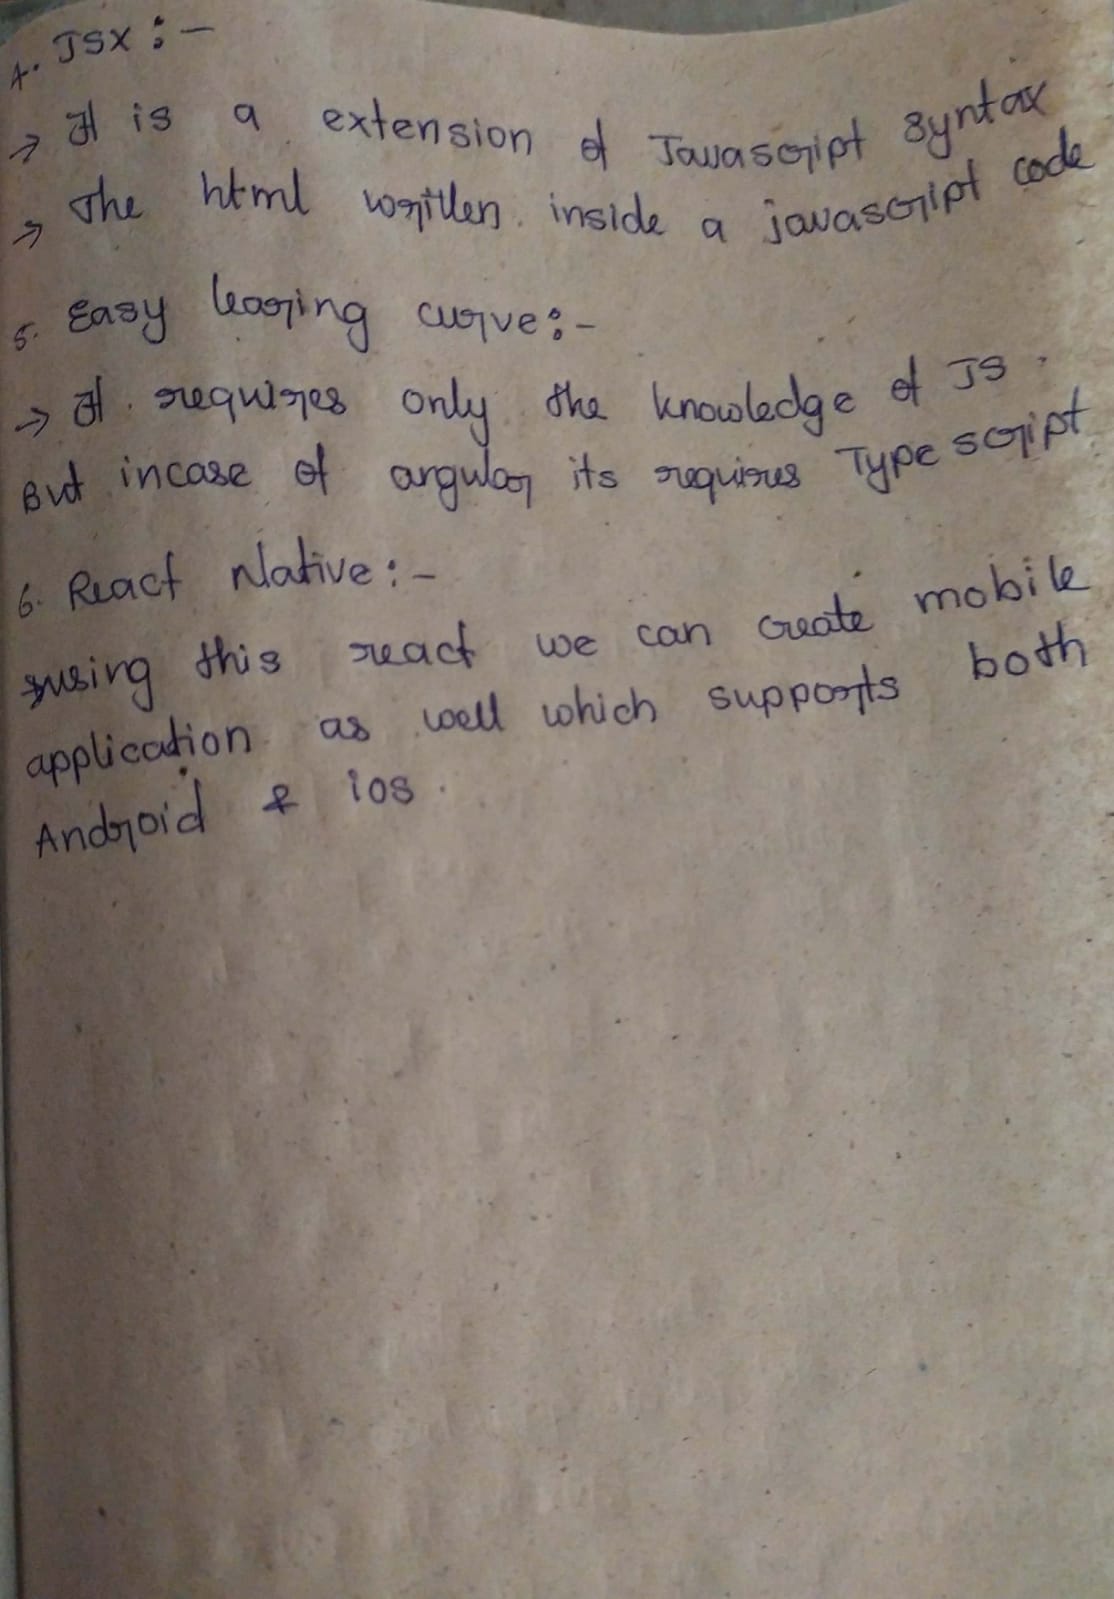 4. JSX :-
→ It is a extension of Javascript syntax
→ The html written inside a javascript code
5. Easy learing curve:-
→ It requires only the knowledge of JS.
But incase of angular its requires Type script
6. React Native:-
using this react we can create mobile
application as well which supports both
Android & ios.